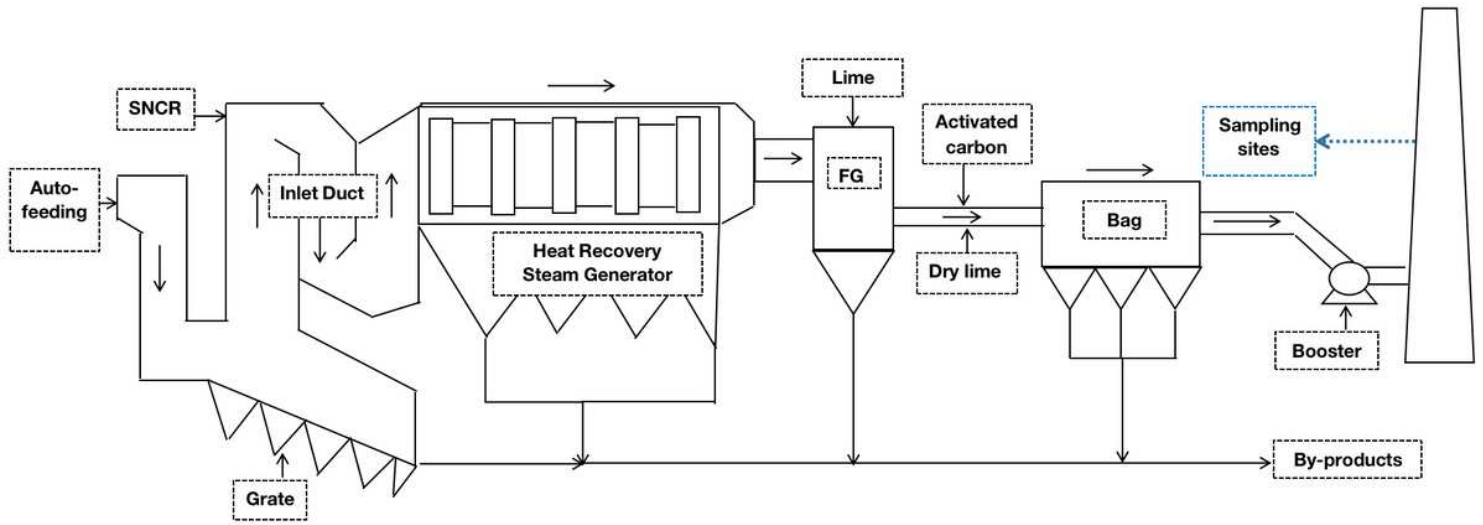 SNCR
Auto-
feeding
Inlet Duct
Heat Recovery
Steam Generator
Lime
FG
Activated
carbon
Dry lime
Bag
Sampling
sites
Booster
Grate
By-products